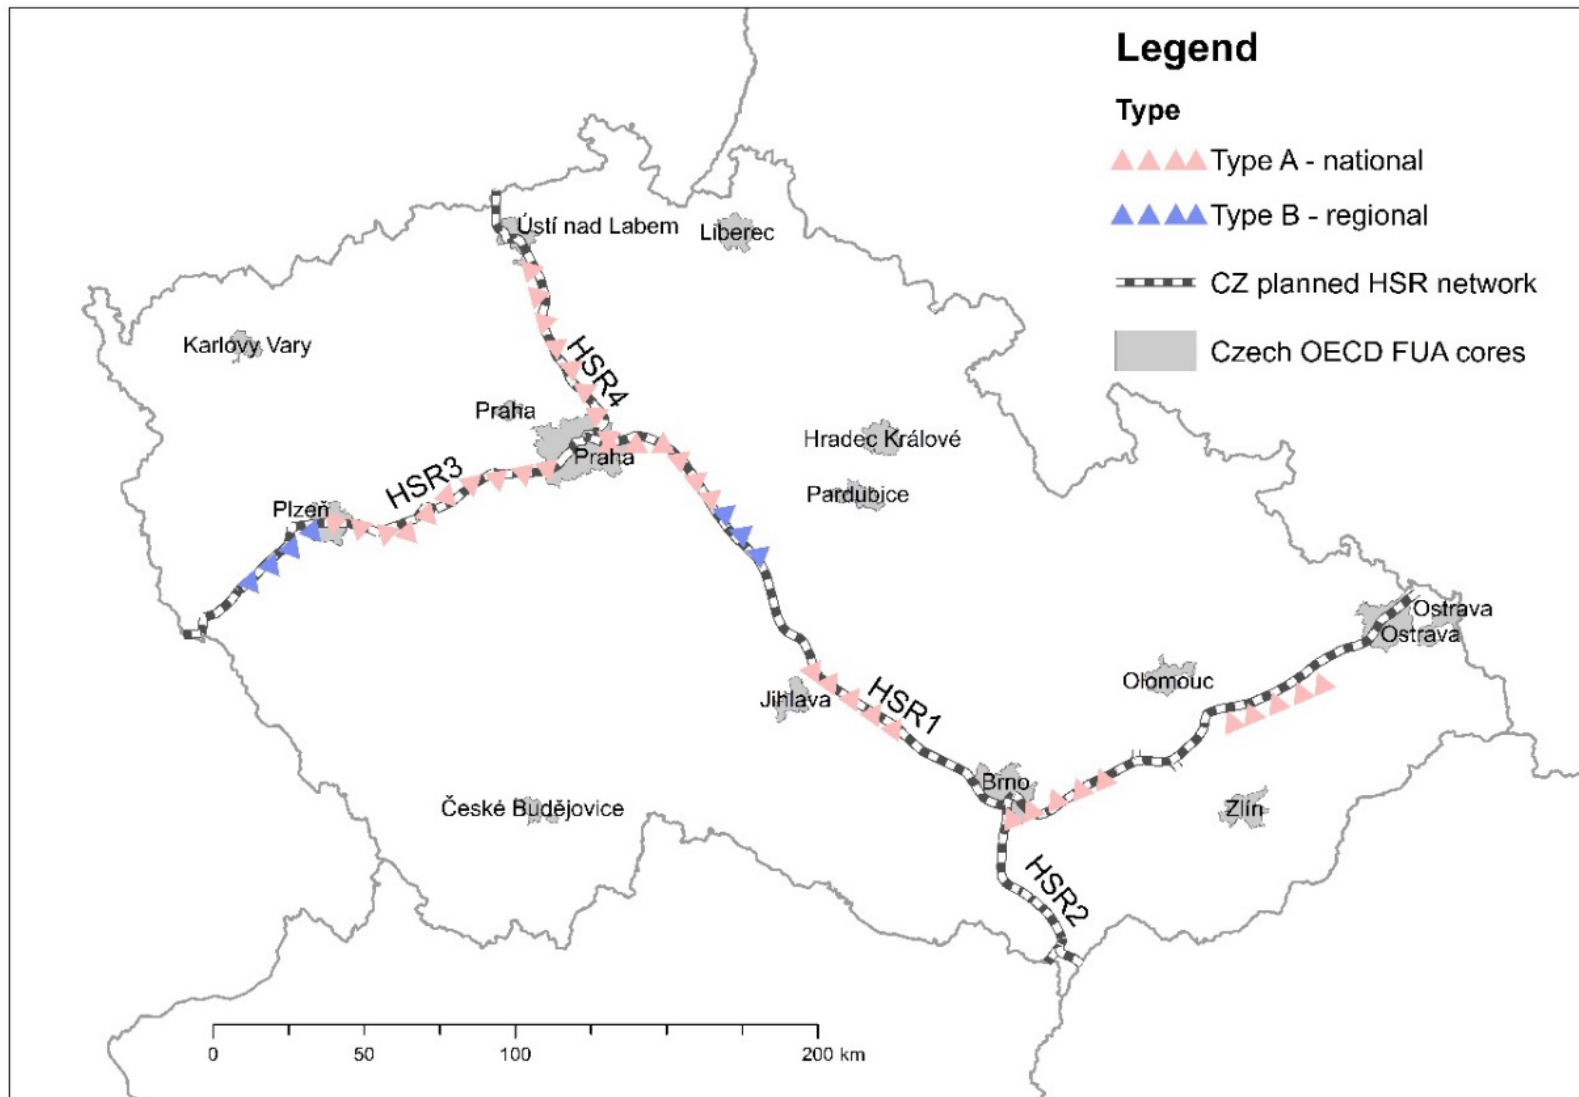 Legend
Type
Type A - national
Type B - regional
CZ planned HSR network
Czech OECD FUA cores
Ústí nad Labem
Liberec
Karlovy Vary
HSR4
Praha
Hradec Králové
Praha
HSR3
Pardubice
Plzeň
Ostrava
Ostrava
Olomouc
Jihlava
HSR1
Brno
České Budějovice
Zlín
HSR2
0 50 100 200 km